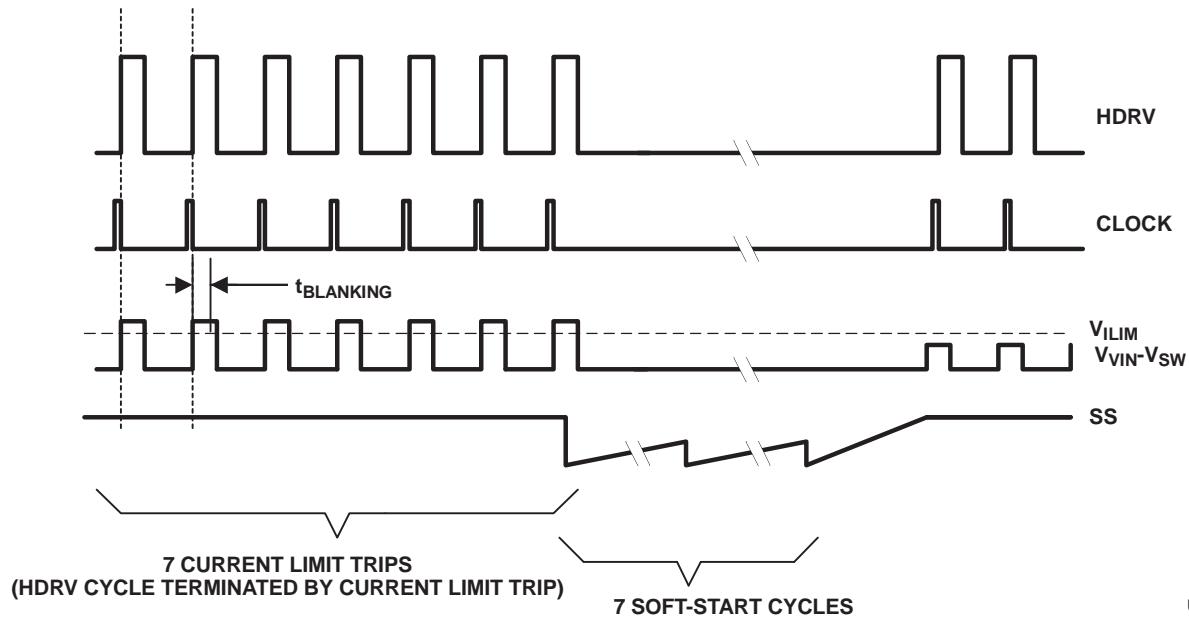 HDRV
CLOCK
tBLANKING
VILIM
VVIN-VSW
SS
7 CURRENT LIMIT TRIPS
(HDRV CYCLE TERMINATED BY CURRENT LIMIT TRIP)
7 SOFT-START CYCLES